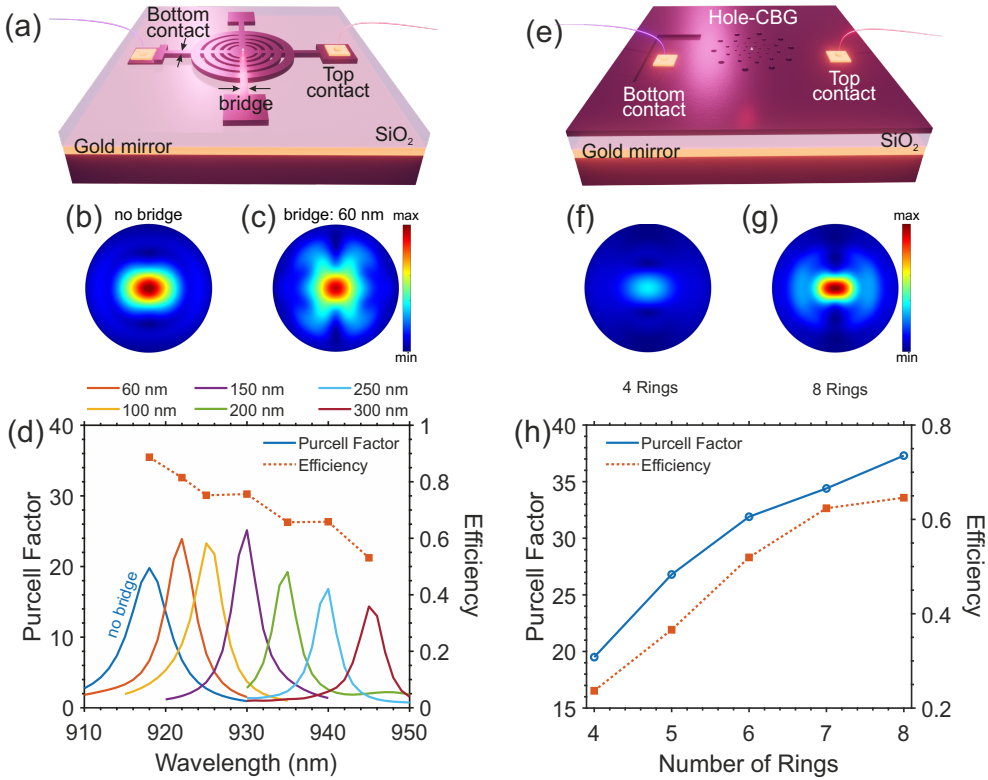 (a)
Bottom
contact
Top
contact
bridge
SiO2
Gold mirror
(e)
Hole-CBG
Bottom
contact
Top
contact
SiO2
Gold mirror
(b)
no bridge
(c)
bridge: 60 nm
max
min
(f)
4 Rings
(g)
8 Rings
max
min
60 nm
150 nm
250 nm
100 nm
200 nm
300 nm
(d)
Purcell Factor
Efficiency
no bridge
40
30
20
10
0
1
0.8
0.6
0.4
0.2
0
910
920
930
940
950
Purcell Factor
Efficiency
Wavelength (nm)
(h)
Purcell Factor
Efficiency
40
35
30
25
20
15
0.8
0.6
0.4
0.2
4
5
6
7
8
Purcell Factor
Efficiency
Number of Rings